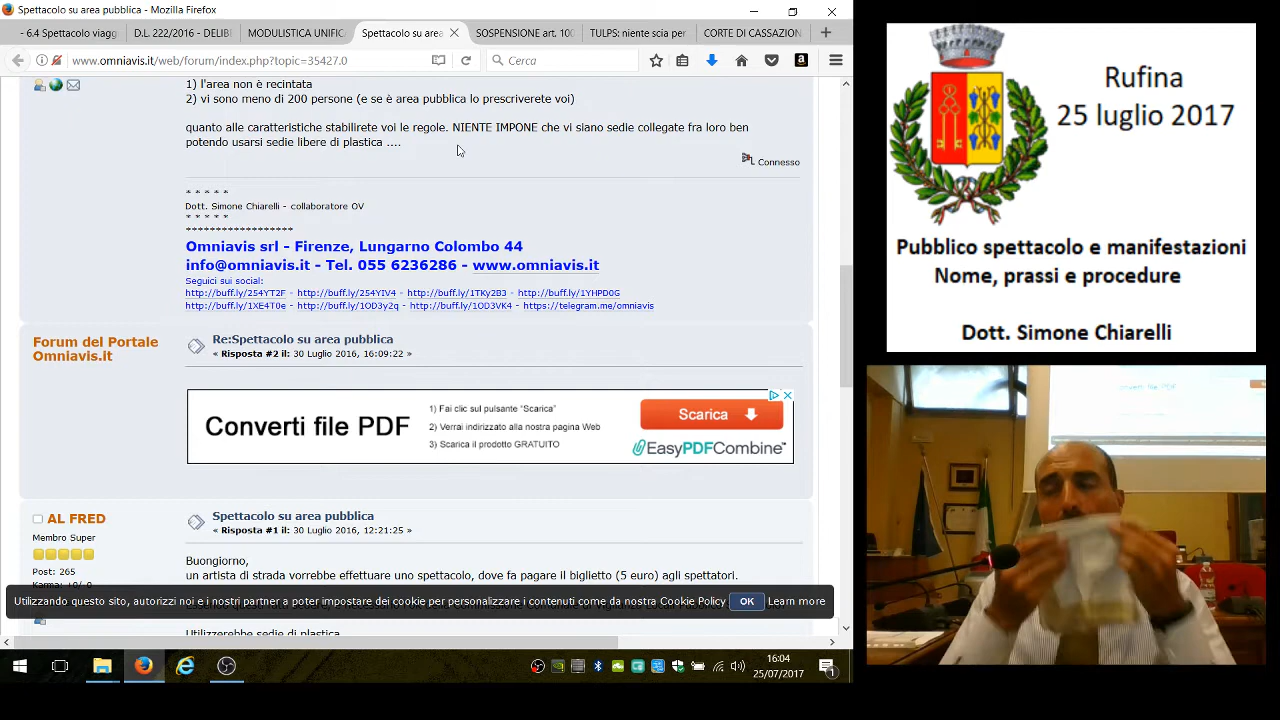 Spettacolo su area pubblica - Mozilla Firefox
- 6.4 Spettacolo viagg
D.L. 222/2016 - DELIBE
MODULISTICA UNIFIC
Spettacolo su area
SOSPENSIONE art. 100
TULPS: niente scia per
CORTE DI CASSAZION
www.omniavis.it/web/forum/index.php?topic=35427.0
Cerca
1) l'area non è recintata
2) vi sono meno di 200 persone (e se è area pubblica lo prescriverete voi)
quanto alle caratteristiche stabilirete voi le regole. NIENTE IMPONE che vi siano sedie collegate fra loro ben
potendo usarsi sedie libere di plastica ....
Connesso
* * * * *
Dott. Simone Chiarelli - collaboratore OV
* * * * *
******************
Omniavis srl - Firenze, Lungarno Colombo 44
info@omniavis.it - Tel. 055 6236286 - www.omniavis.it
Seguici sui social:
http://buff.ly/254YT2F - http://buff.ly/254YIV4 - http://buff.ly/1TKy2B3 - http://buff.ly/1YHPD0G
http://buff.ly/1XE4T0e - http://buff.ly/1OD3y2q - http://buff.ly/1OD3VK4 - https://telegram.me/omniavis
Forum del Portale
Omniavis.it
Re:Spettacolo su area pubblica
« Risposta #2 il: 30 Luglio 2016, 16:09:22 »
Converti file PDF
1) Fai clic sul pulsante "Scarica"
2) Verrai indirizzato alla nostra pagina Web
3) Scarica il prodotto GRATUITO
Scarica
EasyPDFCombine™
AL FRED
Membro Super
Post: 265
Spettacolo su area pubblica
« Risposta #1 il: 30 Luglio 2016, 12:21:25 »
Buongiorno,
un artista di strada vorrebbe effettuare uno spettacolo, dove fa pagare il biglietto (5 euro) agli spettatori.
Utilizzando questo sito, autorizzi noi e i nostri partner a poter impostare dei cookie per personalizzare i contenuti come da nostra Cookie Policy
OK
Learn more
Utilizzerebbe sedie di plastica
16:04
25/07/2017
1
Rufina
25 luglio 2017
Pubblico spettacolo e manifestazioni
Nome, prassi e procedure
Dott. Simone Chiarelli